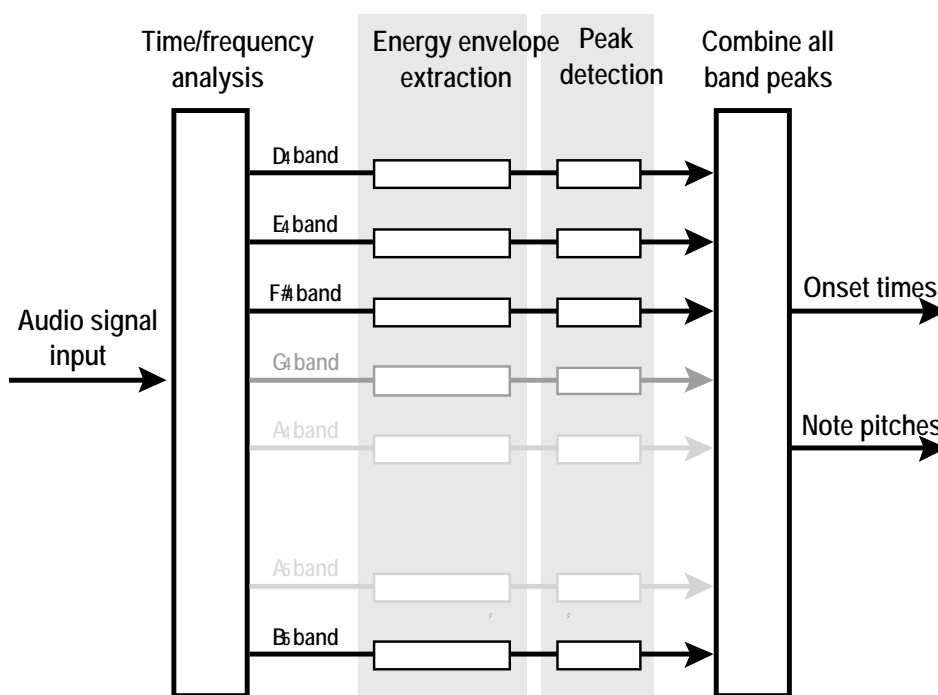 Time/frequency
analysis
Energy envelope
extraction
Peak
detection
Combine all
band peaks
D4 band
E4 band
F#4 band
G4 band
A4 band
A5 band
B5 band
Audio signal
input
Onset times
Note pitches